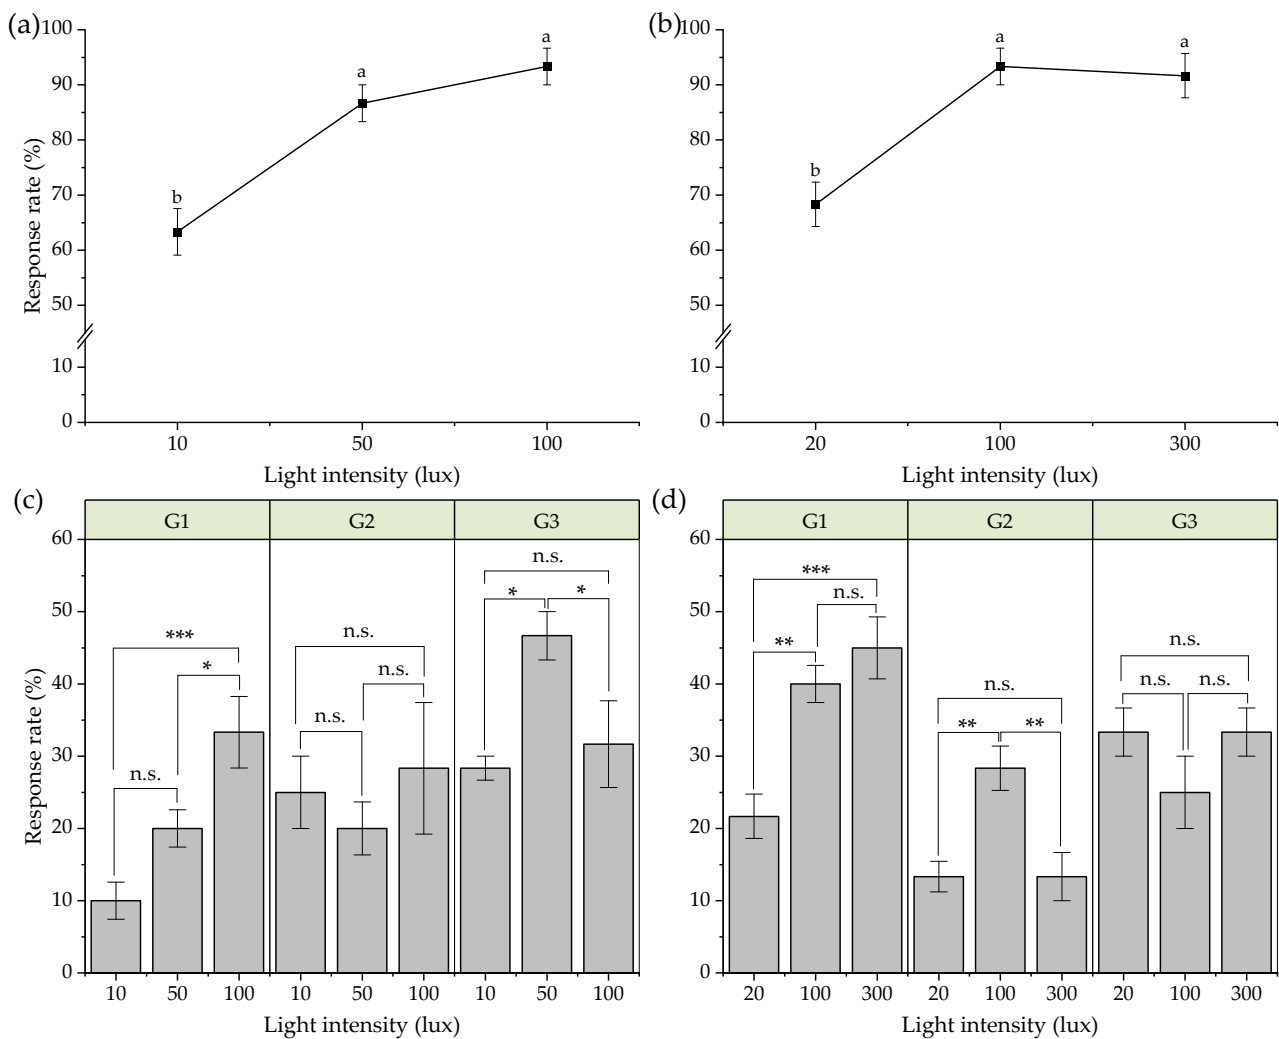 (a)
(b)
100
90
80
70
60
50
10
0
Response rate (%)
a
a
b
10
50
100
Light intensity (lux)
100
90
80
70
60
50
10
0
a
a
b
20
100
300
Light intensity (lux)
(c)
G1
G2
G3
60
50
40
30
20
10
0
Response rate (%)
n.s.
*
*
***
n.s.
*
n.s.
n.s.
n.s.
10
50
100
10
50
100
10
50
100
Light intensity (lux)
(d)
G1
G2
G3
60
50
40
30
20
10
0
***
n.s.
**
n.s.
n.s.
n.s.
n.s.
**
**
20
100
300
20
100
300
20
100
300
Light intensity (lux)